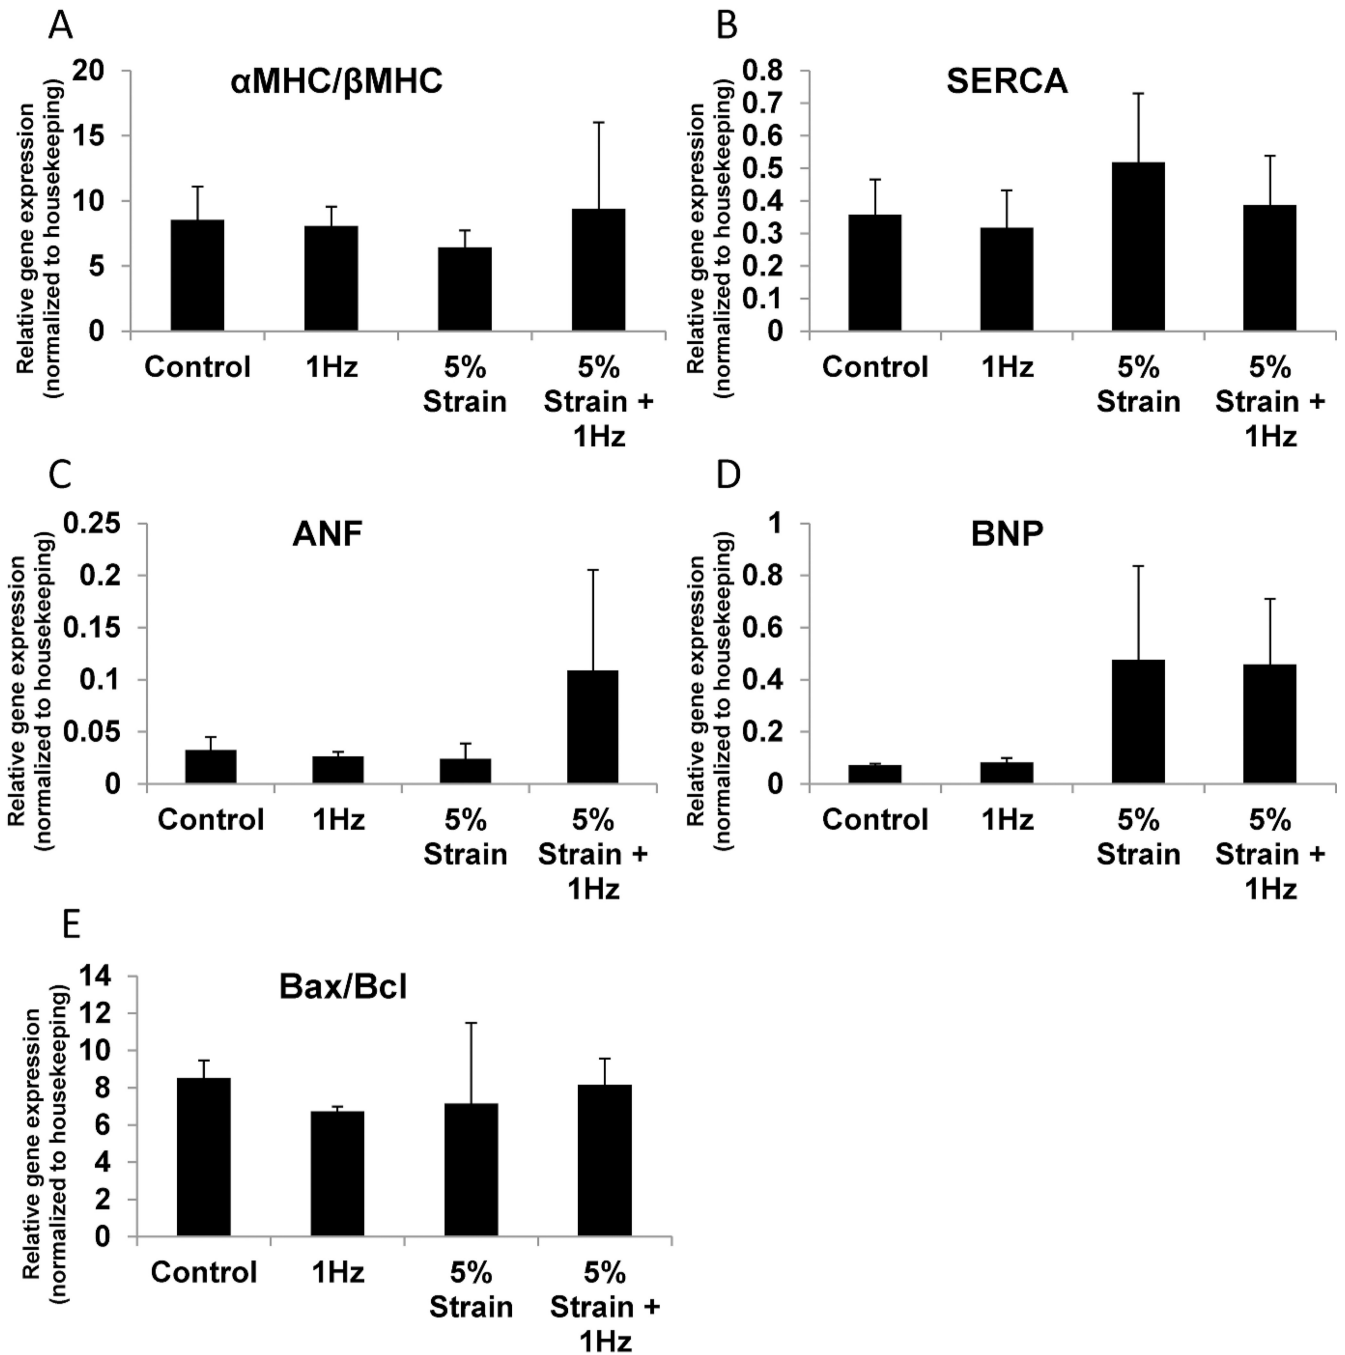 A
αMHC/βMHC
Relative gene expression
(normalized to housekeeping)
20
15
10
5
0
Control
1Hz
5%
Strain
5%
Strain +
1Hz
B
SERCA
Relative gene expression
(normalized to housekeeping)
0.8
0.7
0.6
0.5
0.4
0.3
0.2
0.1
0
Control
1Hz
5%
Strain
5%
Strain +
1Hz
C
ANF
Relative gene expression
(normalized to housekeeping)
0.25
0.2
0.15
0.1
0.05
0
Control
1Hz
5%
Strain
5%
Strain +
1Hz
D
BNP
Relative gene expression
(normalized to housekeeping)
1
0.8
0.6
0.4
0.2
0
Control
1Hz
5%
Strain
5%
Strain +
1Hz
E
Bax/Bcl
Relative gene expression
(normalized to housekeeping)
14
12
10
8
6
4
2
0
Control
1Hz
5%
Strain
5%
Strain +
1Hz